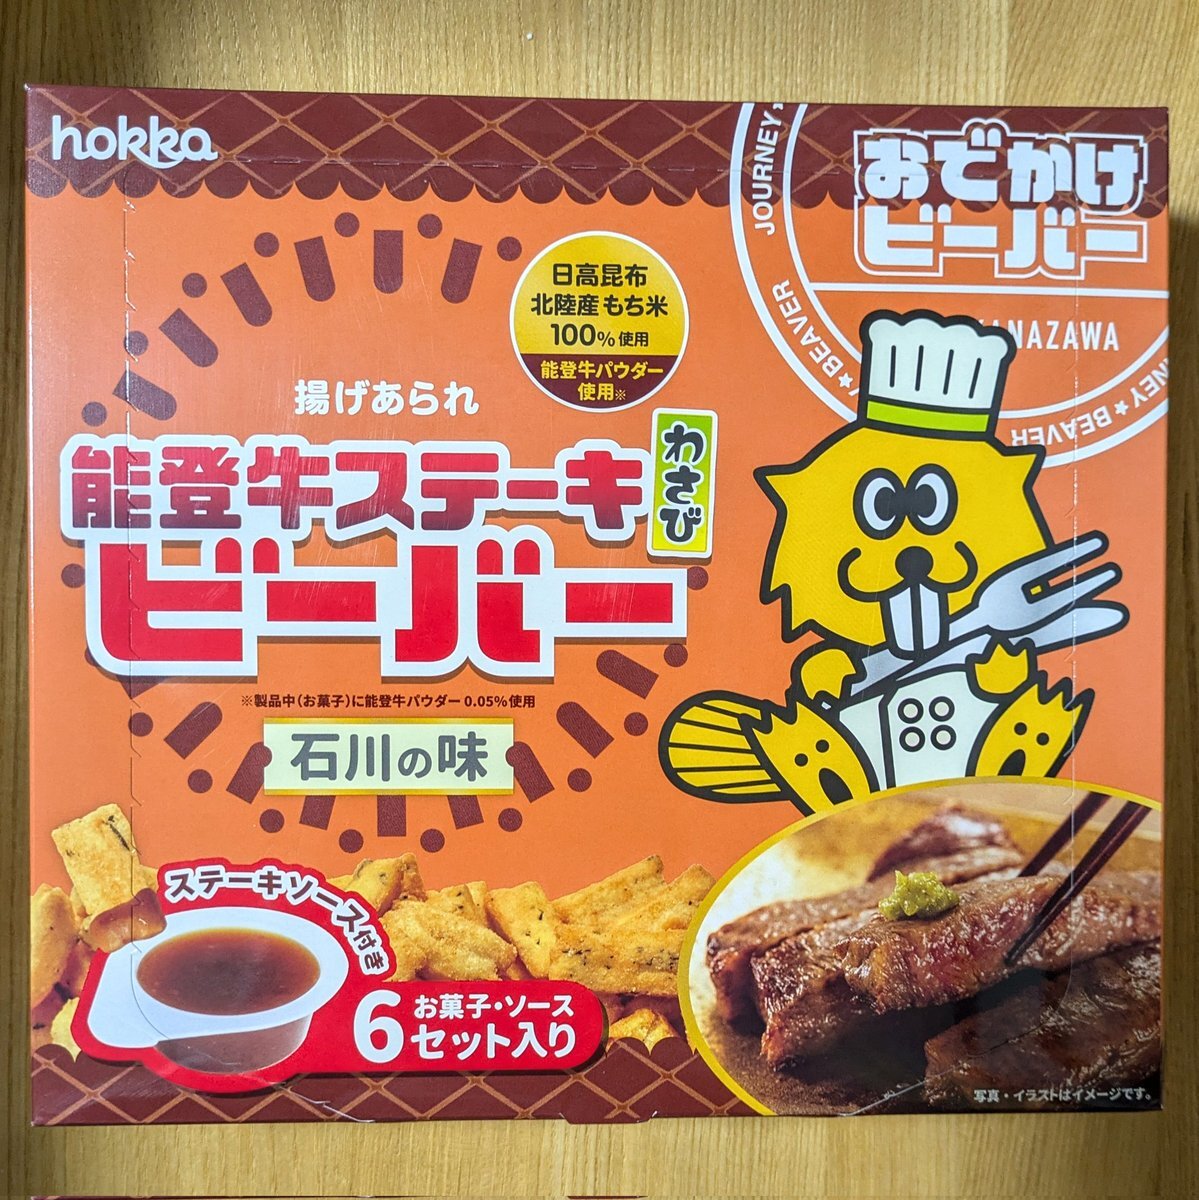 hokka
おでかけ
ビーバー
JOURNEY
BEAVER
BEAVER
日高昆布
北陸産もち米
100%使用
能登牛パウダー
使用※
揚げあられ
能登牛ステーキ
わさび
ビーバー
※製品中(お菓子)に能登牛パウダー0.05%使用
石川の味
ステーキソース付き
お菓子・ソース
6セット入り
写真・イラストはイメージです。